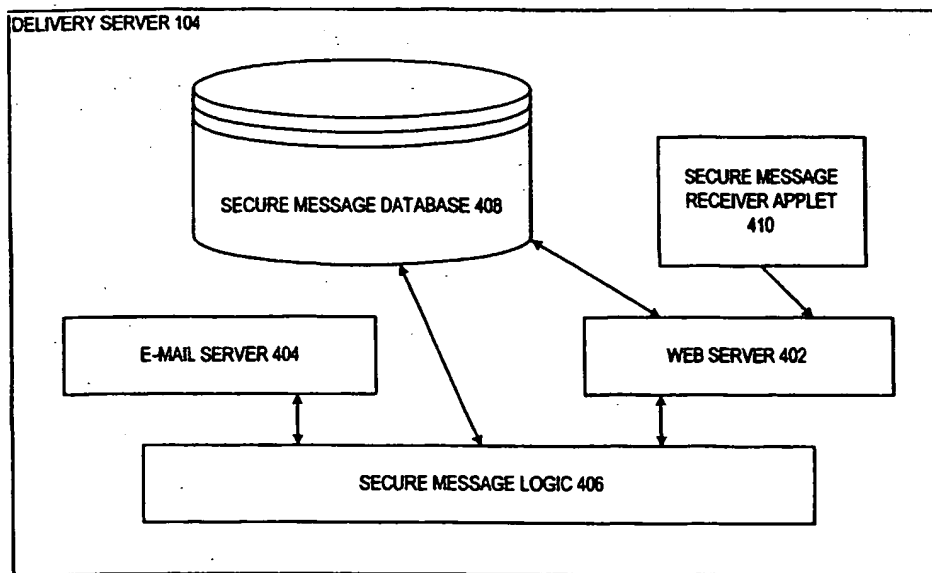 DELIVERY SERVER 104
SECURE MESSAGE DATABASE 408
SECURE MESSAGE
RECEIVER APPLET
410
E-MAIL SERVER 404
WEB SERVER 402
SECURE MESSAGE LOGIC 406